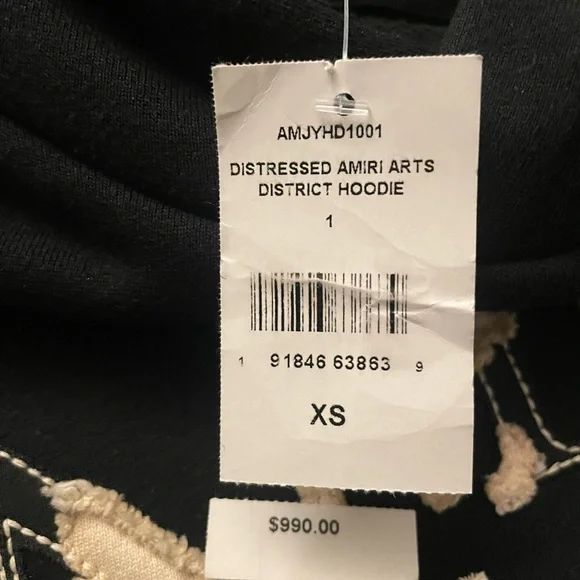 AMJYHD1001
DISTRESSED AMIRI ARTS
DISTRICT HOODIE
1
1 91846 63863 9
XS
$990.00